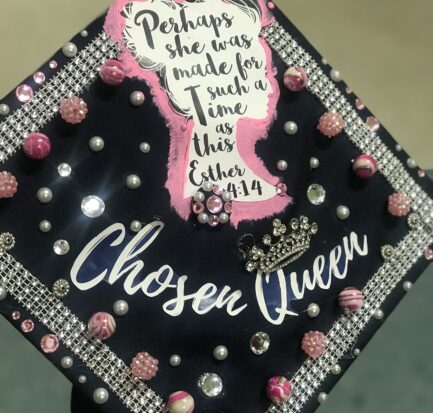 Perhaps
she was
made for
such a
Time
as
this
Esther
4:14
Chosen Queen